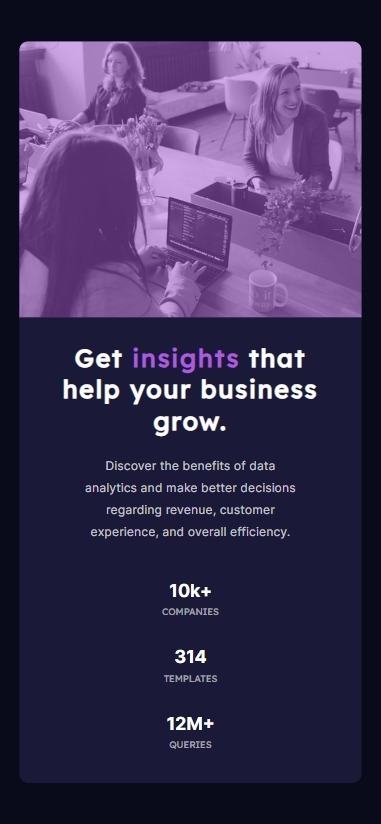 Get insights that
help your business
grow.
Discover the benefits of data
analytics and make better decisions
regarding revenue, customer
experience, and overall efficiency.
10k+
COMPANIES
314
TEMPLATES
12M+
QUERIES